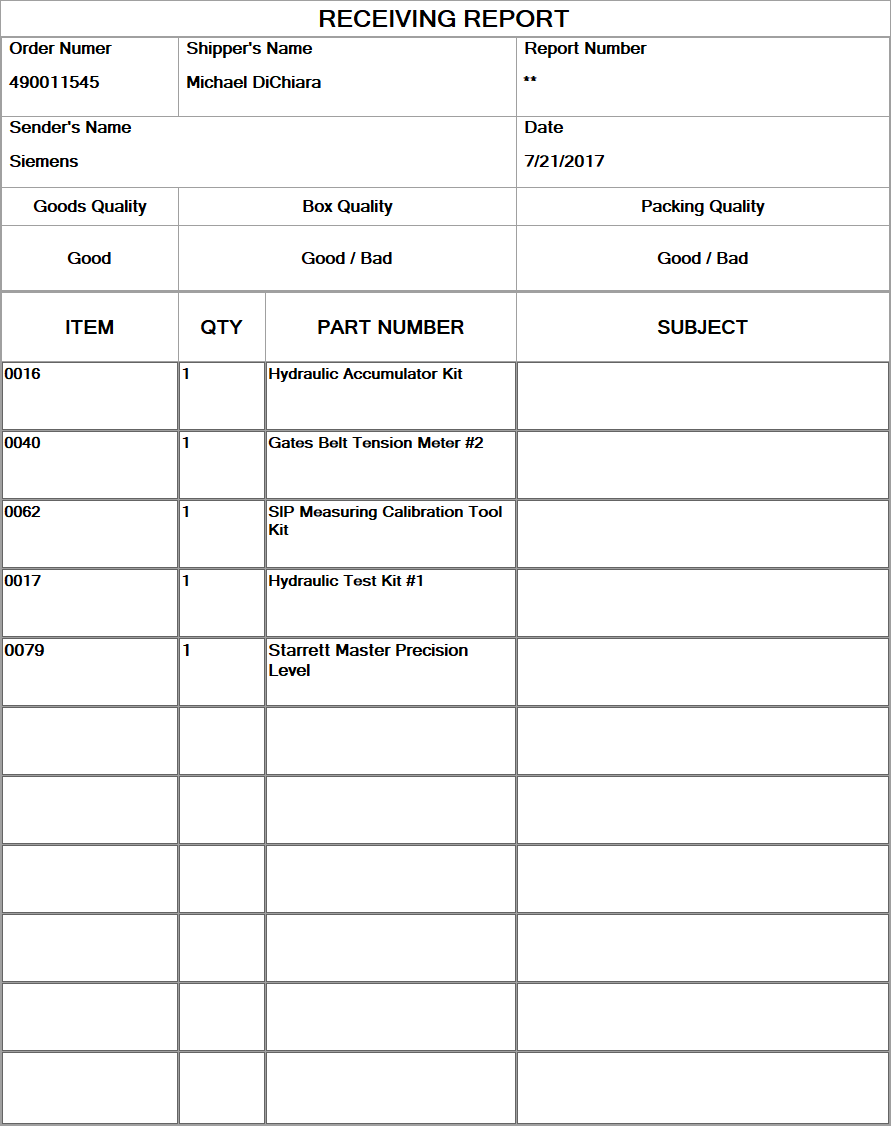 RECEIVING REPORT
Order Numer
Shipper's Name
Report Number
490011545
Michael DiChiara
**
Sender's Name
Date
Siemens
7/21/2017
Goods Quality
Box Quality
Packing Quality
Good
Good / Bad
Good / Bad
ITEM
QTY
PART NUMBER
SUBJECT
0016
1
Hydraulic Accumulator Kit
0040
1
Gates Belt Tension Meter #2
0062
1
SIP Measuring Calibration Tool
Kit
0017
1
Hydraulic Test Kit #1
0079
1
Starrett Master Precision
Level